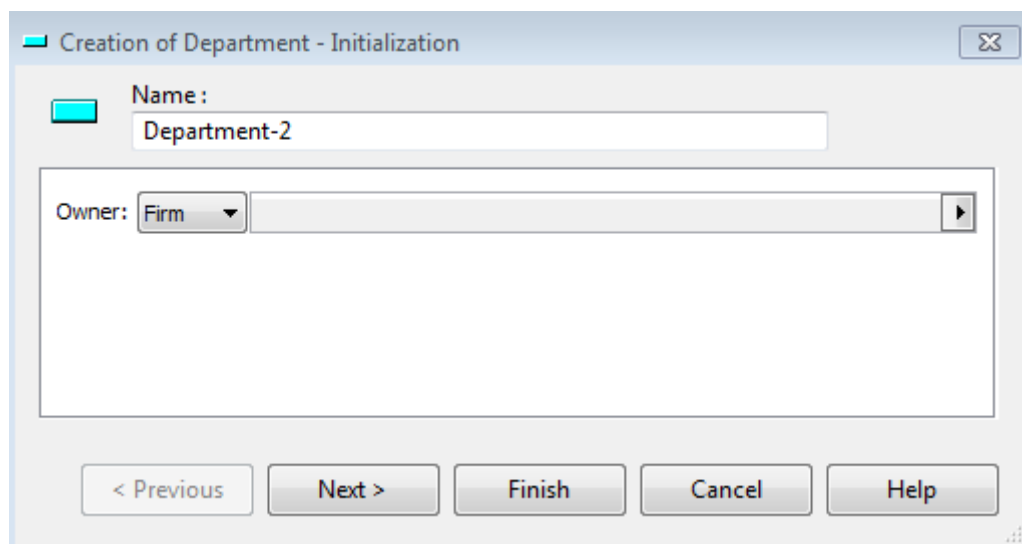 Creation of Department - Initialization
Name :
Department-2
Owner: Firm
< Previous Next > Finish Cancel Help